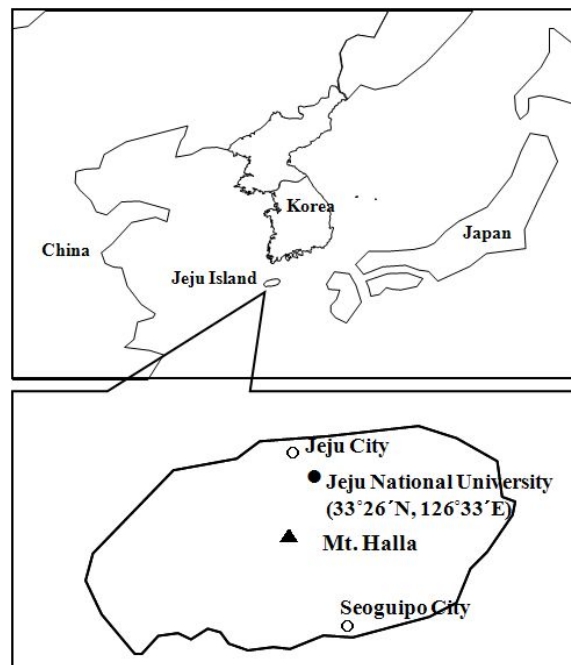 Korea
Japan
China
Jeju Island
Jeju City
Jeju National University
(33°26´N, 126°33´E)
Mt. Halla
Seoguipo City